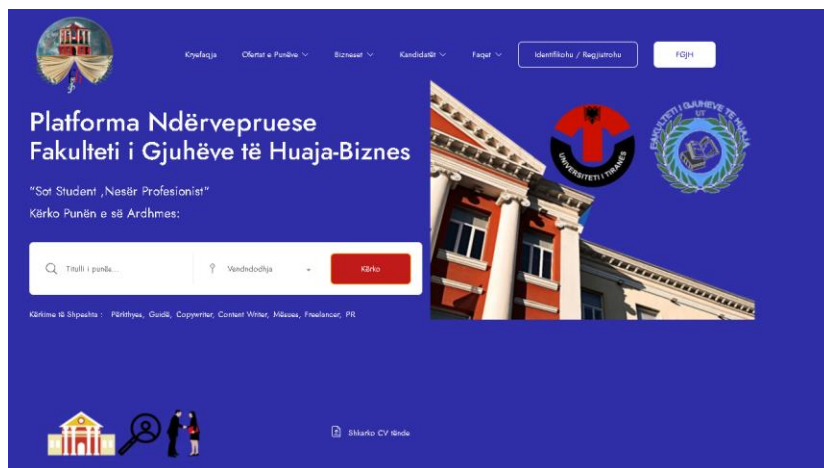 Kryefaqja Ofertat e Punëve Bizneset Kandidatët Faqet Identifikohu / Regjistrohu FGJH
Platforma Ndërvepruese
Fakulteti i Gjuhëve të Huaja-Biznes
"Sot Student ,Nesër Profesionist"
Kërko Punën e së Ardhmes:
Titulli i punës... Vendndodhja Kërko
Kërkime të Shpeshta : Përkthyes, Guidë, Copywriter, Content Writer, Mësues, Freelancer, PR
UNIVERSITETI I TIRANËS
FAKULTETI I GJUHEVE TË HUAJA
UT
Shkarko CV tënde